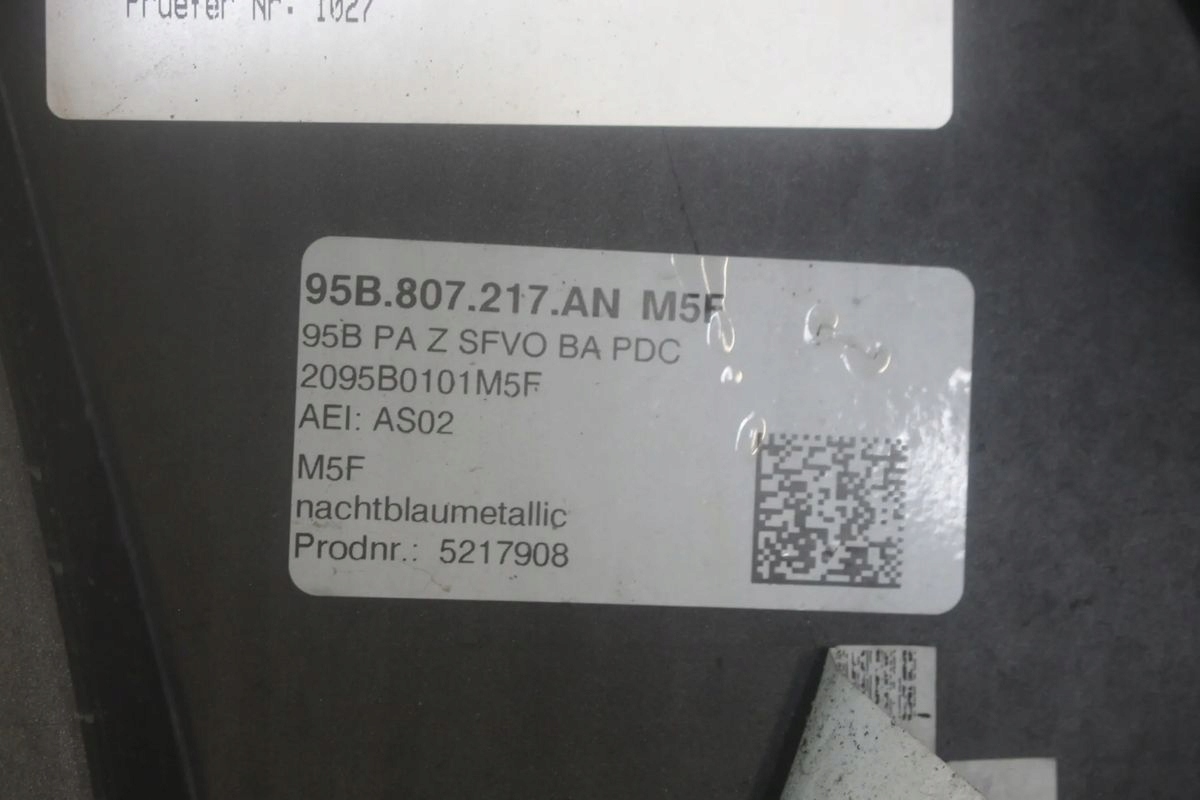 Pruefer Nr. 1027
95B.807.217.AN M5F
95B PA Z SFVO BA PDC
2095B0101M5F
AEI: AS02
M5F
nachtblaumetallic
Prodnr.: 5217908